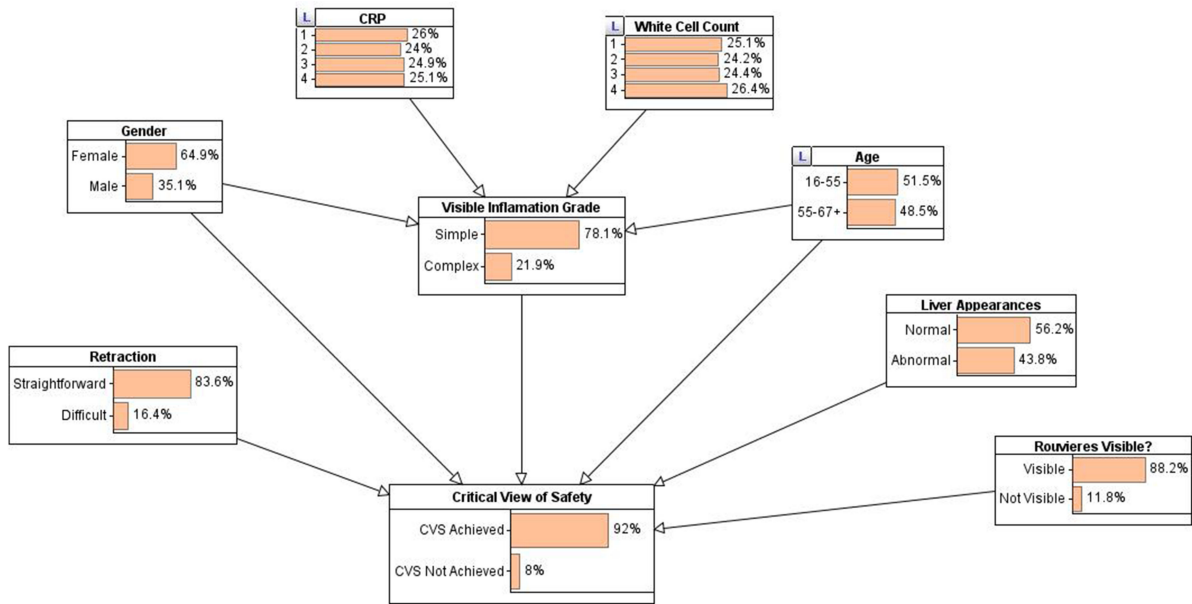 L CRP
1 26%
2 24%
3 24.9%
4 25.1%
L White Cell Count
1 25.1%
2 24.2%
3 24.4%
4 26.4%
Gender
Female 64.9%
Male 35.1%
L Age
16-55 51.5%
55-67+ 48.5%
Visible Inflamation Grade
Simple 78.1%
Complex 21.9%
Liver Appearances
Normal 56.2%
Abnormal 43.8%
Retraction
Straightforward 83.6%
Difficult 16.4%
Rouvieres Visible?
Visible 88.2%
Not Visible 11.8%
Critical View of Safety
CVS Achieved 92%
CVS Not Achieved 8%